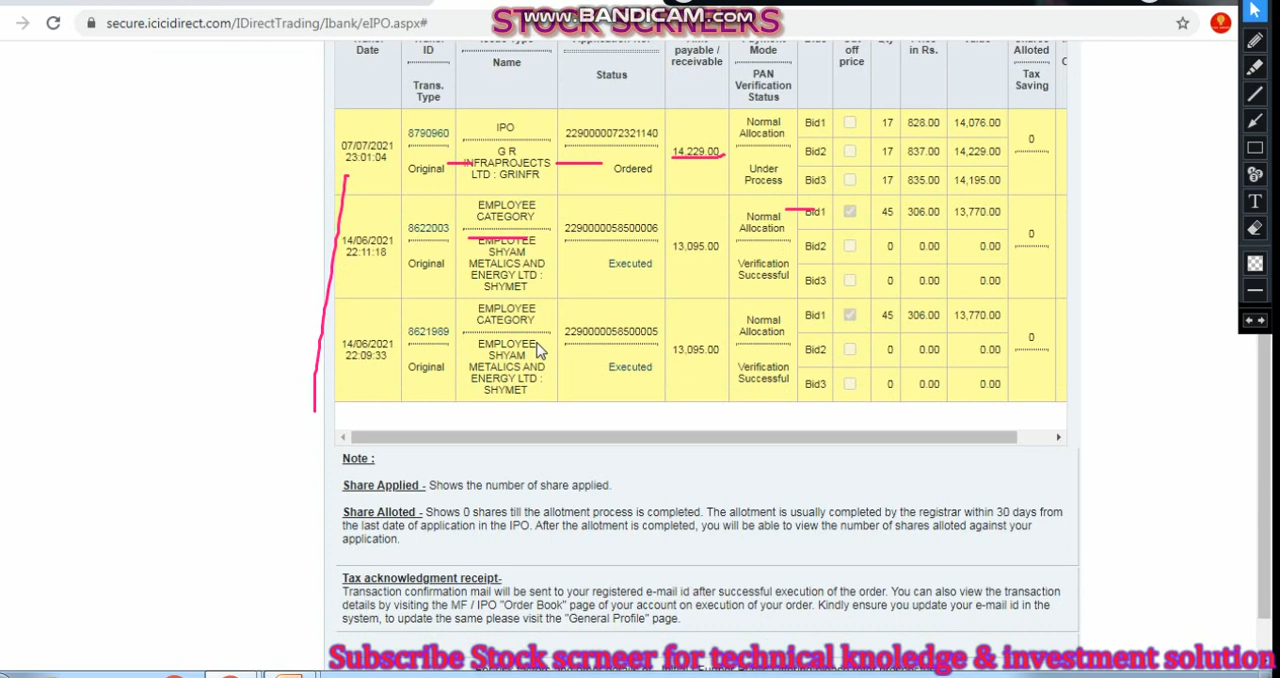 STOCK SCRNEERS
www.BANDICAM.com
secure.icicidirect.com/IDirectTrading/Ibank/eIPO.aspx#
Date
ID
Trans. Type
Name
Status
payable / receivable
Mode
PAN Verification Status
off price
Price in Rs.
Alloted
Tax Saving
07/07/2021 23:01:04
8790960
Original
IPO
G R INFRAPROJECTS LTD : GRINFR
2290000072321140
Ordered
14,229.00
Normal Allocation
Under Process
Bid1 17 828.00 14,076.00
Bid2 17 837.00 14,229.00
Bid3 17 835.00 14,195.00
0
14/06/2021 22:11:18
8622003
Original
EMPLOYEE CATEGORY
EMPLOYEE SHYAM METALICS AND ENERGY LTD : SHYMET
2290000058500006
Executed
13,095.00
Normal Allocation
Verification Successful
Bid1 45 306.00 13,770.00
Bid2 0 0.00 0.00
Bid3 0 0.00 0.00
0
14/06/2021 22:09:33
8621989
Original
EMPLOYEE CATEGORY
EMPLOYEE SHYAM METALICS AND ENERGY LTD : SHYMET
2290000058500005
Executed
13,095.00
Normal Allocation
Verification Successful
Bid1 45 306.00 13,770.00
Bid2 0 0.00 0.00
Bid3 0 0.00 0.00
0
Note :
Share Applied - Shows the number of share applied.
Share Alloted - Shows 0 shares till the allotment process is completed. The allotment is usually completed by the registrar within 30 days from
the last date of application in the IPO. After the allotment is completed, you will be able to view the number of shares alloted against your
application.
Tax acknowledgment receipt-
Transaction confirmation mail will be sent to your registered e-mail id after successful execution of the order. You can also view the transaction
details by visiting the MF / IPO "Order Book" page of your account on execution of your order. Kindly ensure you update your e-mail id in the
system, to update the same please visit the "General Profile" page.
Subscribe Stock scrneer for technical knoledge & investment solution